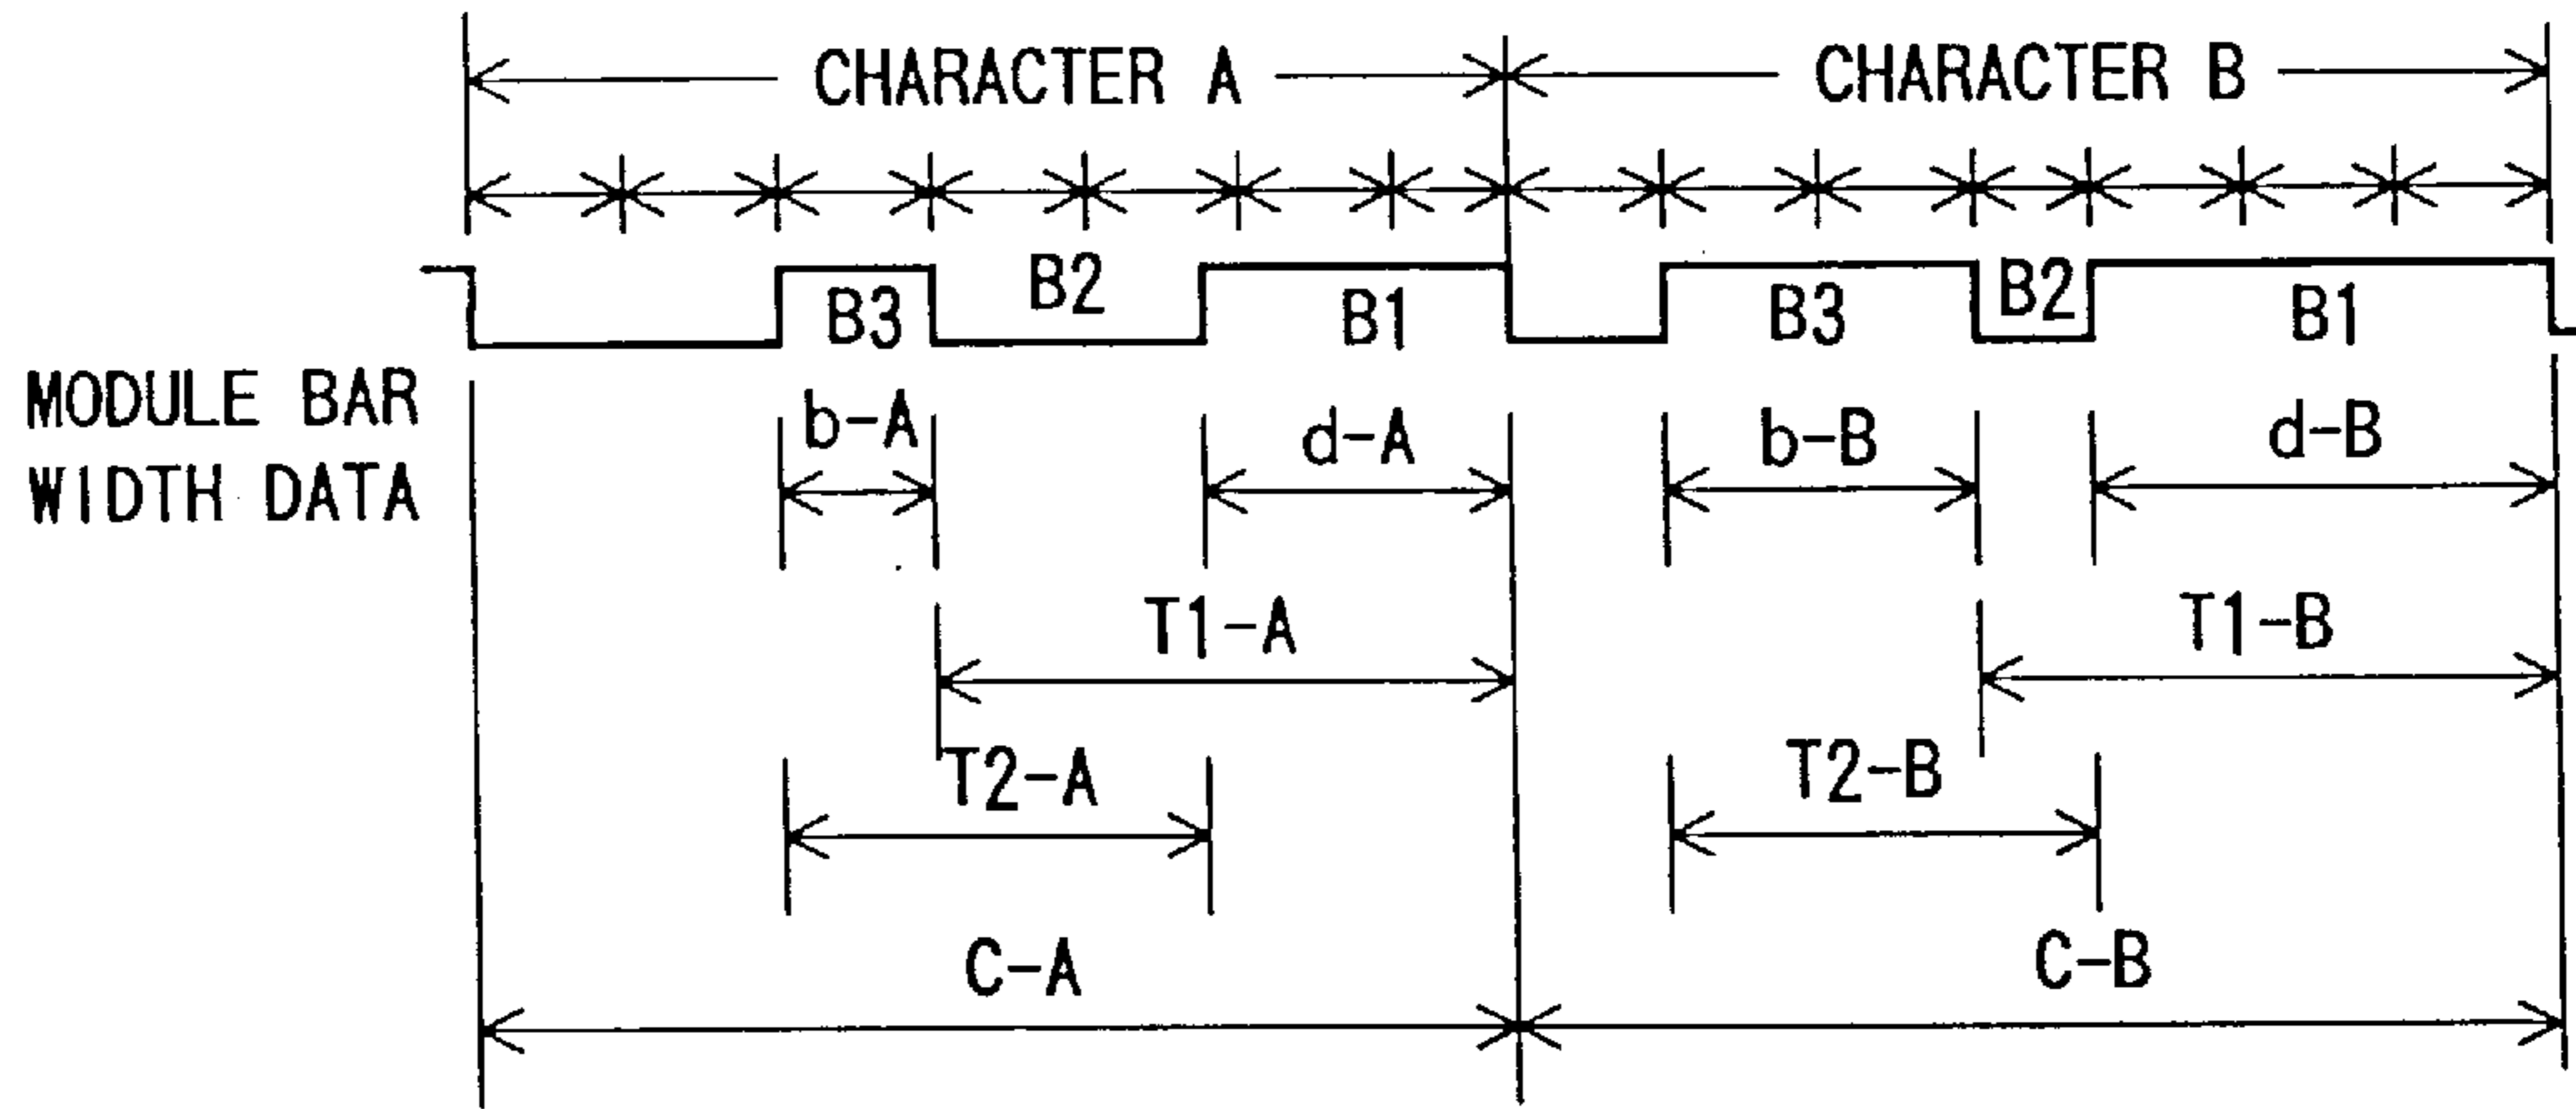 CHARACTER A
CHARACTER B
B3
B2
B1
B3
B2
B1
MODULE BAR
WIDTH DATA
b-A
d-A
b-B
d-B
T1-A
T1-B
T2-A
T2-B
C-A
C-B